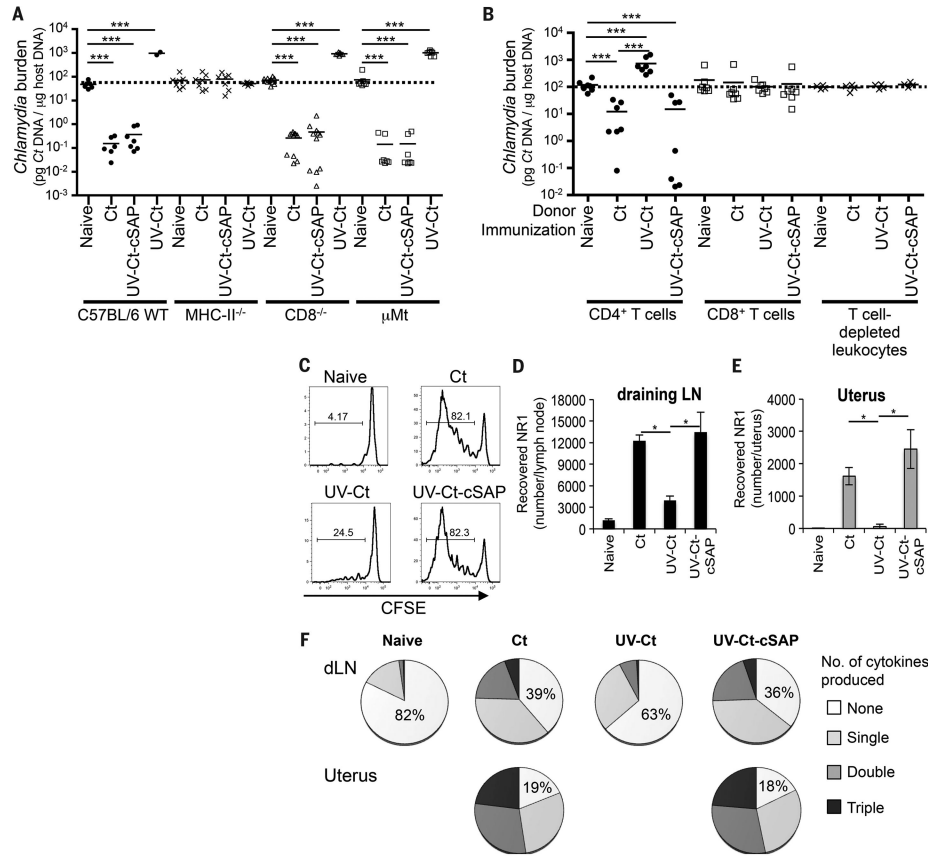 A
Chlamydia burden
(pg Ct DNA / µg host DNA)
10⁴
10³
10²
10¹
10⁰
10⁻¹
10⁻²
10⁻³
***
***
***
***
***
***
***
***
***
Naive
Ct
UV-Ct-cSAP
UV-Ct
Naive
Ct
UV-Ct-cSAP
UV-Ct
Naive
Ct
UV-Ct-cSAP
UV-Ct
Naive
Ct
UV-Ct-cSAP
UV-Ct
C57BL/6 WT
MHC-II⁻/⁻
CD8⁻/⁻
µMt
B
Chlamydia burden
(pg Ct DNA / µg host DNA)
10⁴
10³
10²
10¹
10⁰
10⁻¹
10⁻²
***
***
*** ***
Donor
Immunization
Naive
Ct
UV-Ct
UV-Ct-cSAP
Naive
Ct
UV-Ct
UV-Ct-cSAP
Naive
Ct
UV-Ct
UV-Ct-cSAP
CD4⁺ T cells
CD8⁺ T cells
T cell-
depleted
leukocytes
C
Naive
4.17
Ct
82.1
UV-Ct
24.5
UV-Ct-cSAP
82.3
CFSE
D
draining LN
Recovered NR1
(number/lymph node)
18000
15000
12000
9000
6000
3000
0
* *
Naive
Ct
UV-Ct
UV-Ct-
cSAP
E
Uterus
Recovered NR1
(number/uterus)
4000
3000
2000
1000
0
* *
Naive
Ct
UV-Ct
UV-Ct-
cSAP
F
Naive
Ct
UV-Ct
UV-Ct-cSAP
dLN
82%
39%
63%
36%
Uterus
19%
18%
No. of cytokines
produced
None
Single
Double
Triple